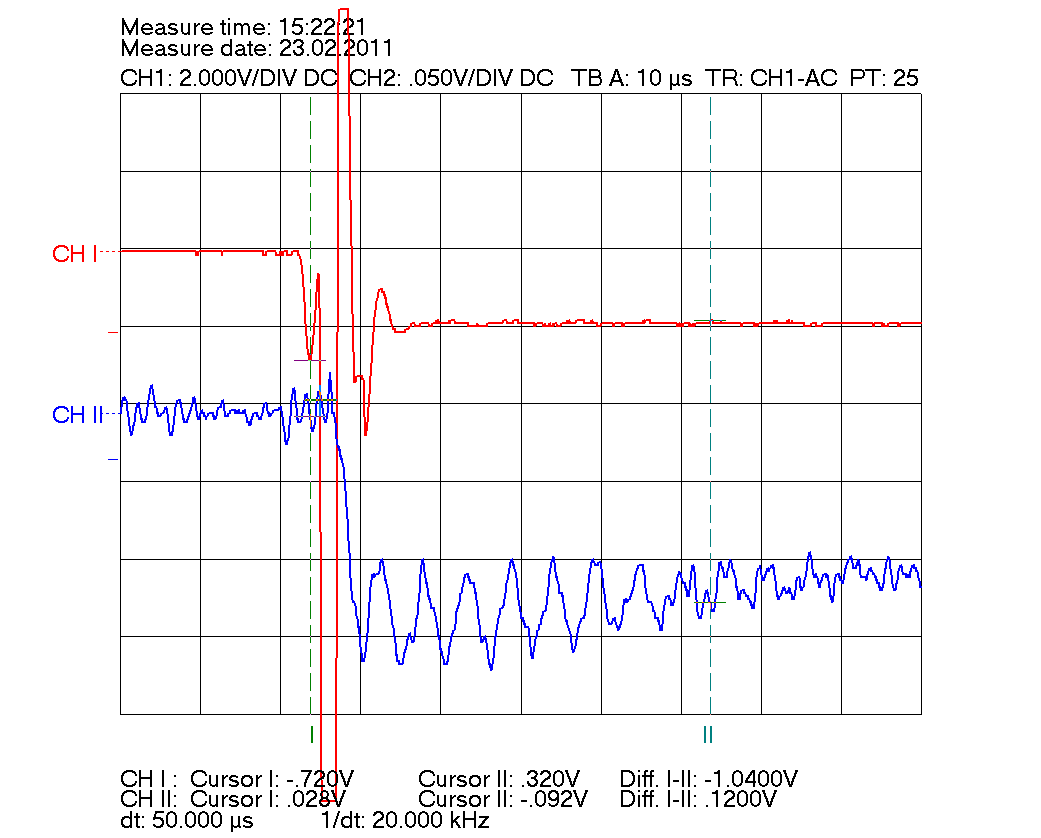 Measure time: 15:22:21
Measure date: 23.02.2011
CH1: 2.000V/DIV DC CH2: .050V/DIV DC TB A: 10 µs TR: CH1-AC PT: 25
CH I
CH II
I II
CH I : Cursor I: -.720V Cursor II: .320V Diff. I-II: -1.0400V
CH II: Cursor I: .028V Cursor II: -.092V Diff. I-II: .1200V
dt: 50.000 µs 1/dt: 20.000 kHz